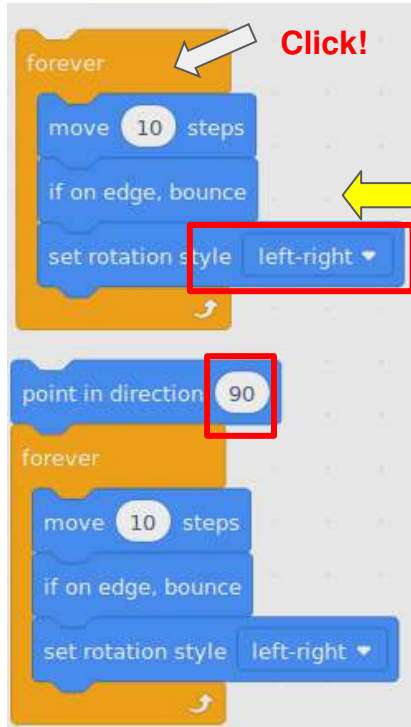 Click!
forever
move 10 steps
if on edge, bounce
set rotation style left-right
point in direction 90
forever
move 10 steps
if on edge, bounce
set rotation style left-right